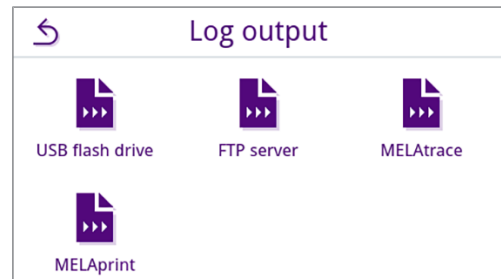 Log output
USB flash drive
FTP server
MELAtrace
MELAprint